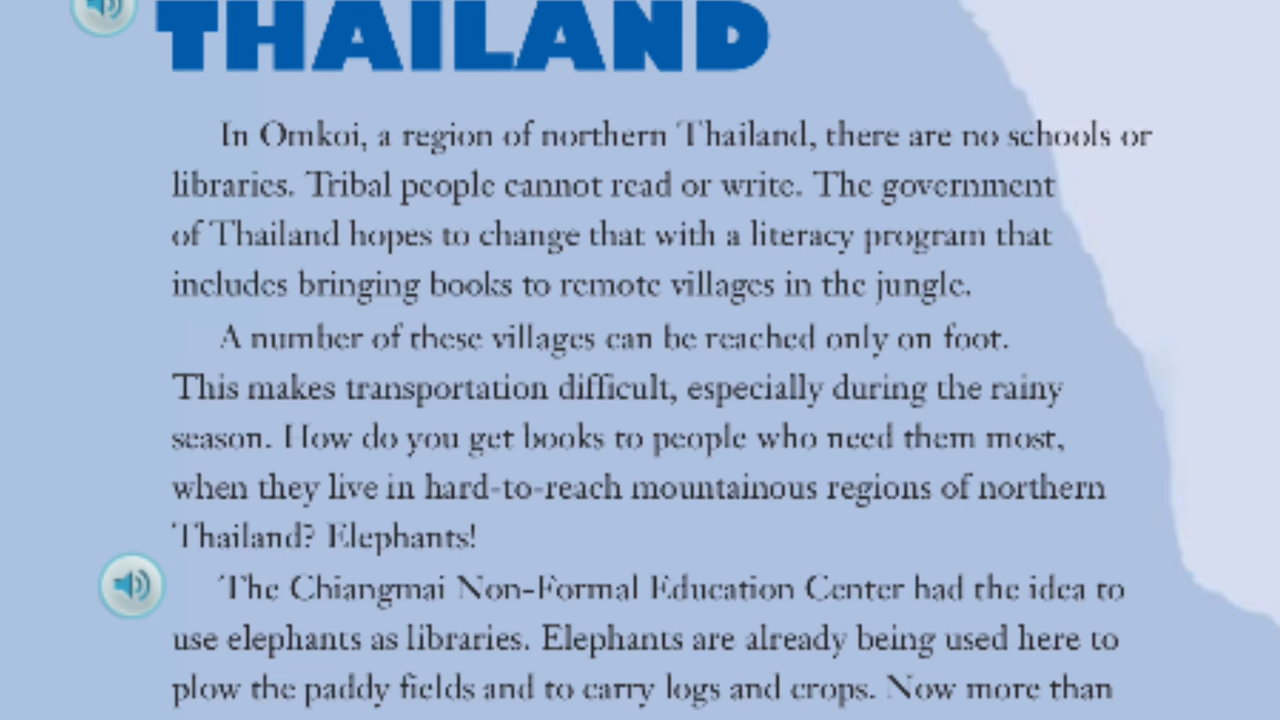 THAILAND
In Omkoi, a region of northern Thailand, there are no schools or
libraries. Tribal people cannot read or write. The government
of Thailand hopes to change that with a literacy program that
includes bringing books to remote villages in the jungle.
A number of these villages can be reached only on foot.
This makes transportation difficult, especially during the rainy
season. How do you get books to people who need them most,
when they live in hard-to-reach mountainous regions of northern
Thailand? Elephants!
The Chiangmai Non-Formal Education Center had the idea to
use elephants as libraries. Elephants are already being used here to
plow the paddy fields and to carry logs and crops. Now more than